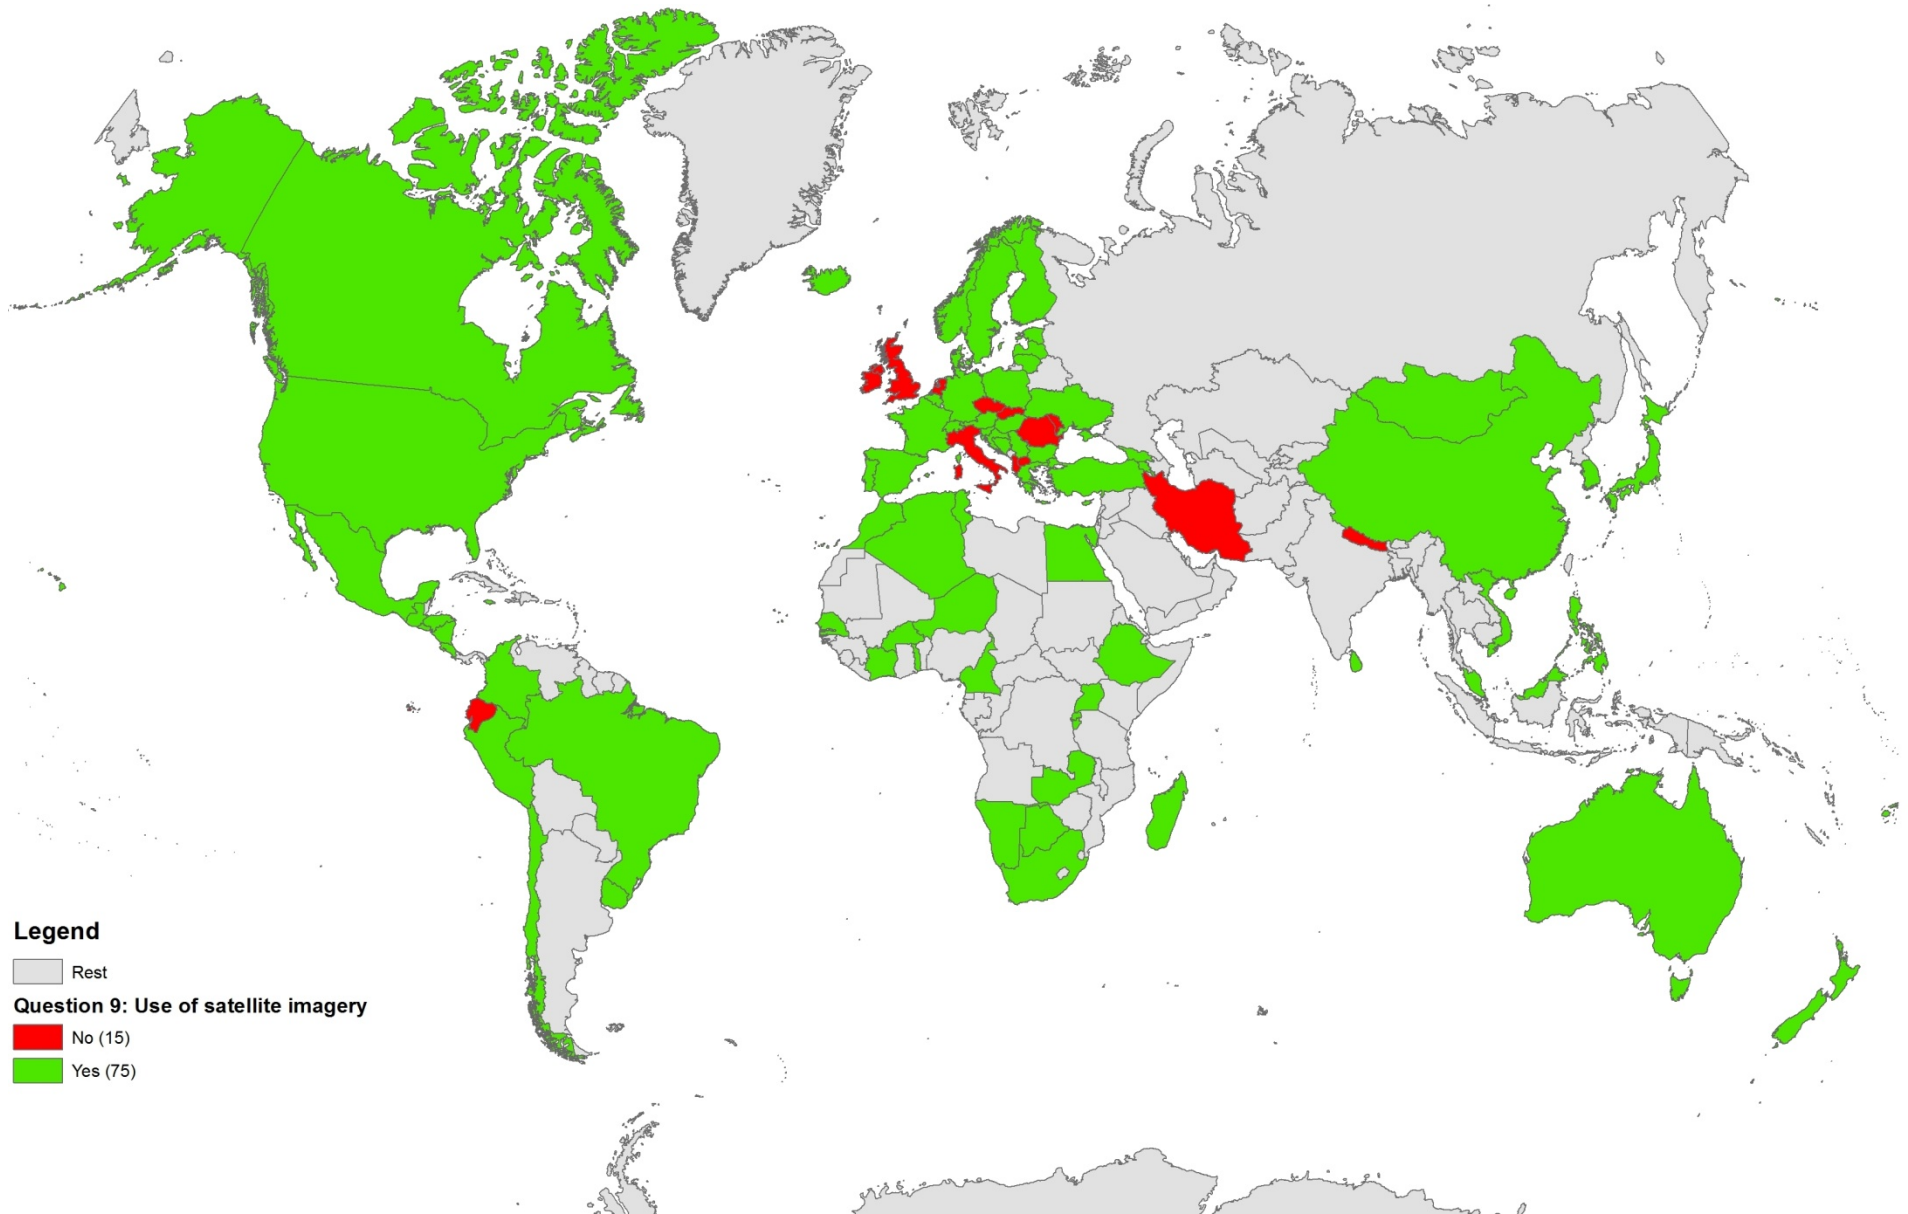 Legend
Rest
Question 9: Use of satellite imagery
No (15)
Yes (75)